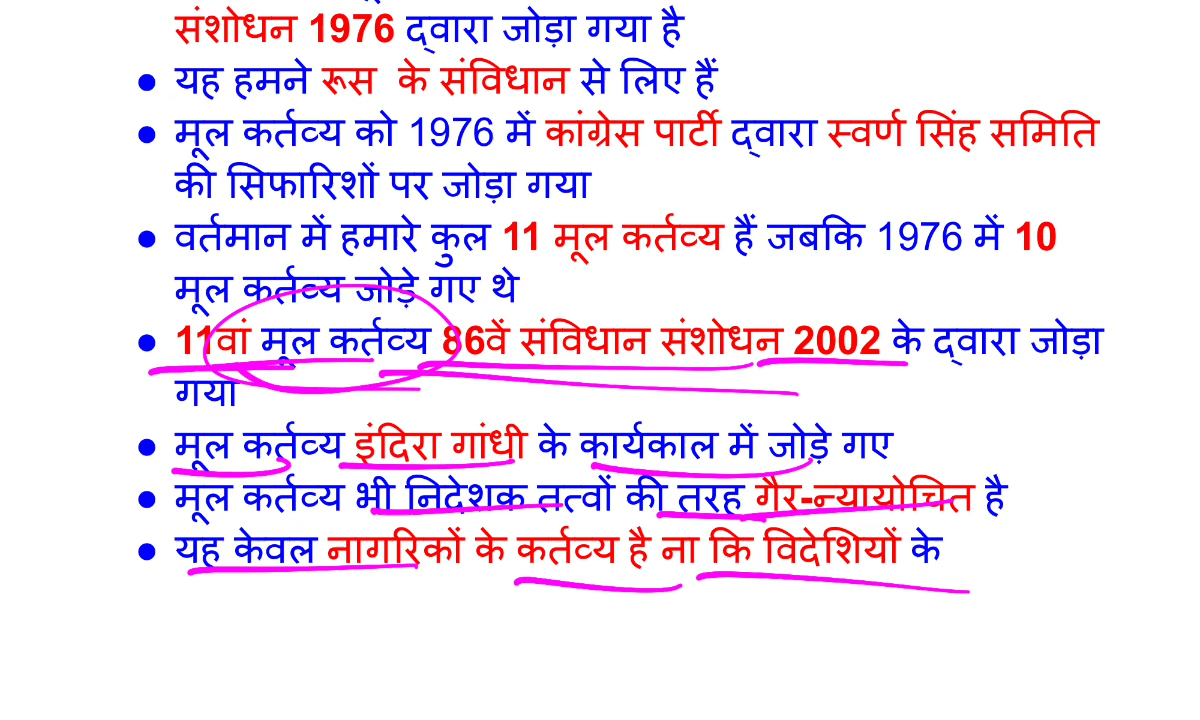 संशोधन 1976 द्वारा जोड़ा गया है
● यह हमने रूस के संविधान से लिए हैं
● मूल कर्तव्य को 1976 में कांग्रेस पार्टी द्वारा स्वर्ण सिंह समिति
की सिफारिशों पर जोड़ा गया
● वर्तमान में हमारे कुल 11 मूल कर्तव्य हैं जबकि 1976 में 10
मूल कर्तव्य जोड़े गए थे
● 11वां मूल कर्तव्य 86वें संविधान संशोधन 2002 के द्वारा जोड़ा
गया
● मूल कर्तव्य इंदिरा गांधी के कार्यकाल में जोड़े गए
● मूल कर्तव्य भी निदेशक तत्वों की तरह गैर-न्यायोचित है
● यह केवल नागरिकों के कर्तव्य है ना कि विदेशियों के